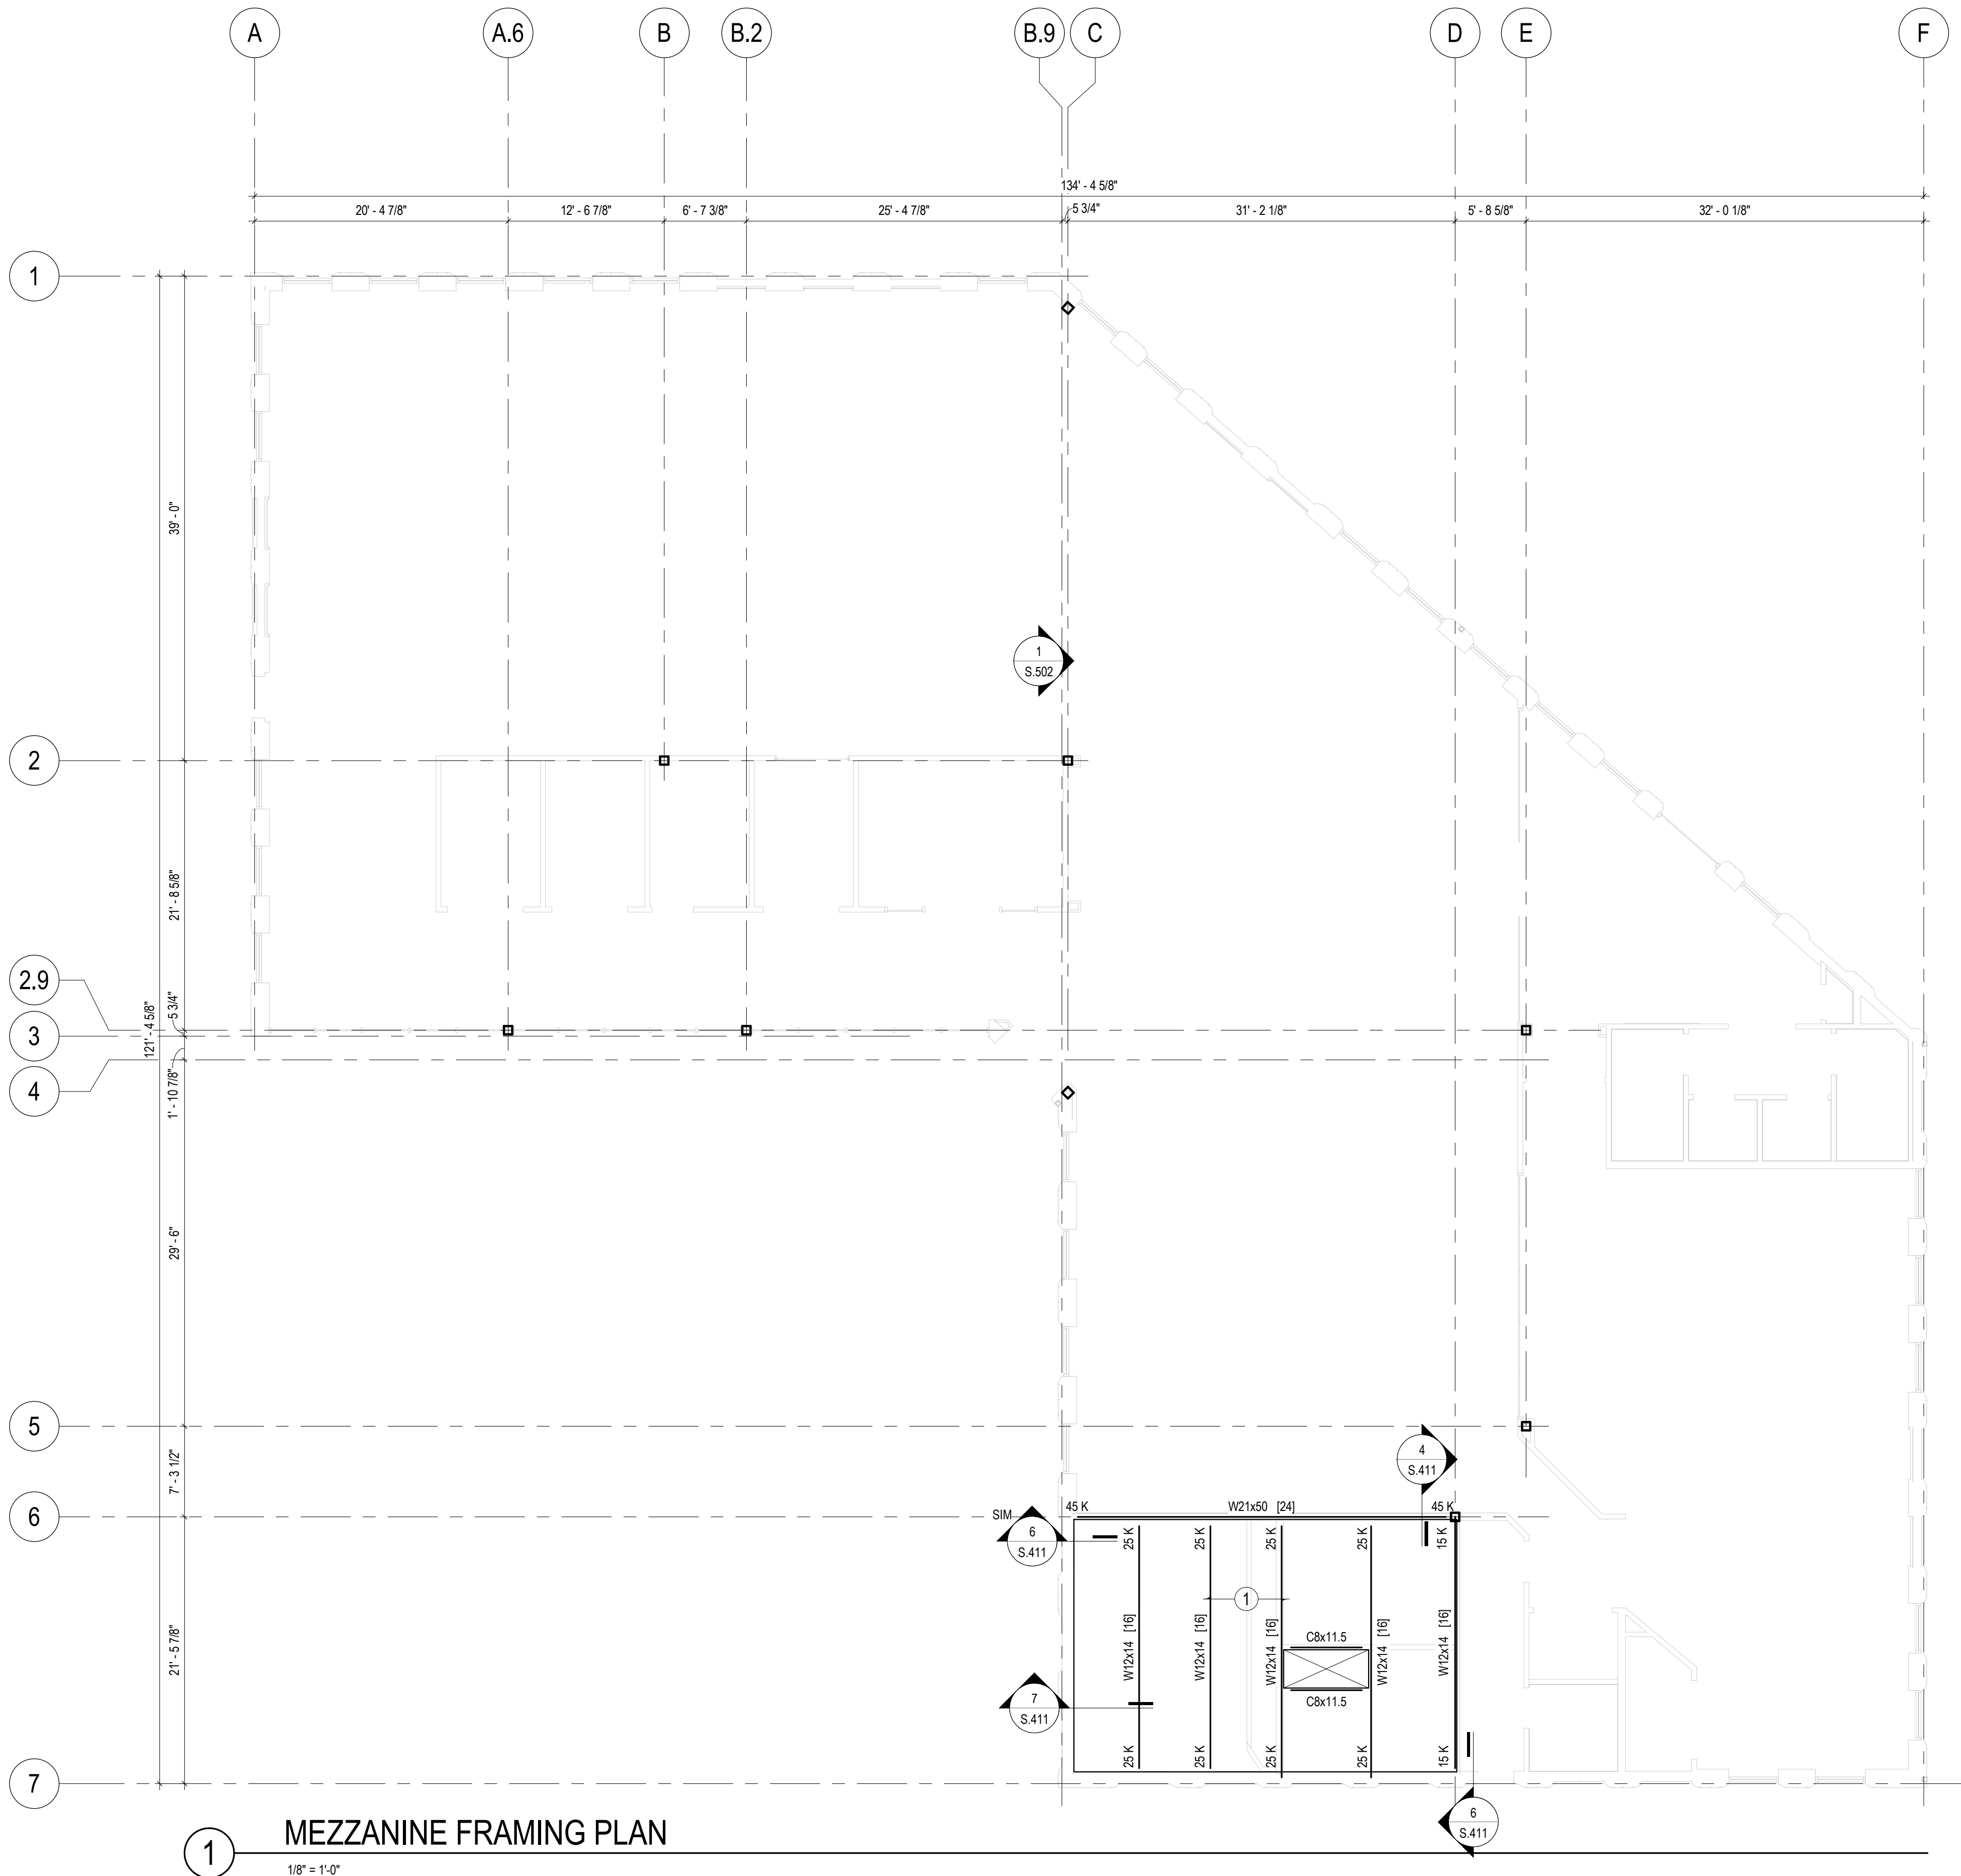 A
A.6
B
B.2
B.9
C
D
E
F
134' - 4 5/8"
20' - 4 7/8"
12' - 6 7/8"
6' - 7 3/8"
25' - 4 7/8"
5 3/4"
31' - 2 1/8"
5' - 8 5/8"
32' - 0 1/8"
1
39' - 0"
1
S.502
2
21' - 8 5/8"
2.9
5 3/4"
121' - 4 5/8"
3
4
1' - 10 7/8"
29' - 6"
5
4
S.411
7' - 3 1/2"
6
SIM
45 K
W21x50 [24]
45 K
6
S.411
25 K
25 K
25 K
25 K
15 K
1
W12x14 [16]
W12x14 [16]
W12x14 [16]
W12x14 [16]
W12x14 [16]
C8x11.5
C8x11.5
21' - 5 7/8"
7
S.411
25 K
25 K
25 K
25 K
15 K
7
6
S.411
1
MEZZANINE FRAMING PLAN
1/8" = 1'-0"